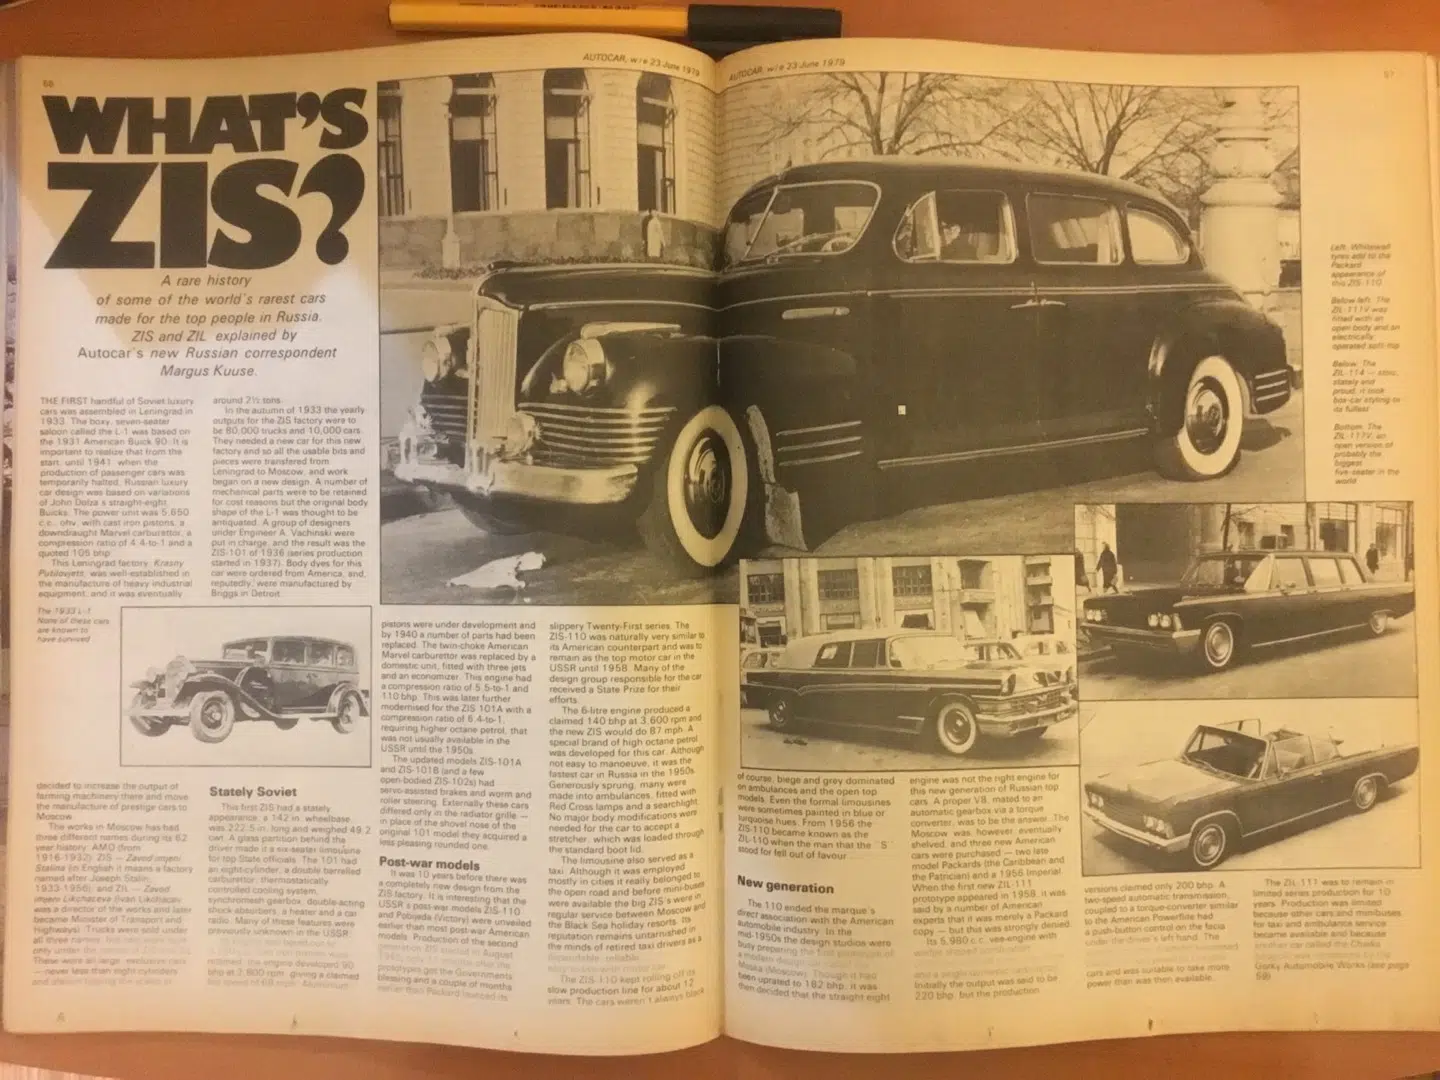 AUTOCAR, w/e 23 June 1979
WHAT'S
ZIS?
A rare history
of some of the world's rarest cars
made for the top people in Russia.
ZIS and ZIL explained by
Autocar's new Russian correspondent
Margus Kuuse.
THE FIRST handful of Soviet luxury
cars was assembled in Leningrad in
1933. The boxy, seven-seater
saloon called the L-1 was based on
the 1931 American Buick 90. It is
important to realize that from the
start, until 1941 when the
production of passenger cars was
temporarily halted, Russian luxury
car design was based on variations
of John Dolza's straight-eight
Buicks. The power unit was 5,650
c.c., ohv, with cast iron pistons, a
downdraught Marvel carburettor, a
compression ratio of 4.4-to-1 and a
quoted 105 bhp.
This Leningrad factory, Krasny
Putilovjets, was well-established in
the manufacture of heavy industrial
equipment, and it was eventually
The 1933 L-1.
None of these cars
are known to
have survived
decided to increase the output of
farming machinery there and move
the manufacture of prestige cars to
Moscow.
The works in Moscow has had
three different names during its 62
year history: AMO (from
1916-1932); ZIS — Zavod imjeni
Stalina (in English it means a factory
named after Joseph Stalin,
1933-1956); and ZIL — Zavod
imjeni Likchaceva (Ivan Likchacev
was a director of the works and later
became Minister of Transport and
Highways). Trucks were sold under
all three names,
These were all large, exclusive cars
— never less than eight cylinders
around 2½ tons.
In the autumn of 1933 the yearly
outputs for the ZIS factory were to
be 60,000 trucks and 10,000 cars.
They needed a new car for this new
factory and so all the usable bits and
pieces were transfered from
Leningrad to Moscow, and work
began on a new design. A number of
mechanical parts were to be retained
for cost reasons but the original body
shape of the L-1 was thought to be
antiquated. A group of designers
under Engineer A. Vachinski were
put in charge, and the result was the
ZIS-101 of 1936 (series production
started in 1937). Body dyes for this
car were ordered from America, and,
reputedly, were manufactured by
Briggs in Detroit.
Stately Soviet
This first ZIS had a stately
appearance, a 142 in. wheelbase,
was 222.5 in. long and weighed 49.2
cwt. A glass partition behind the
driver made it a six-seater limousine
for top State officials. The 101 had
an eight-cylinder, a double barrelled
carburettor, thermostatically
controlled cooling system,
synchromesh gearbox, double-acting
shock absorbers, a heater and a car
radio. Many of these features were
previously unknown in the USSR.
the engine developed 90
bhp at 2,800 rpm, giving a claimed
pistons were under development and
by 1940 a number of parts had been
replaced. The twin-choke American
Marvel carburettor was replaced by a
domestic unit, fitted with three jets
and an economizer. This engine had
a compression ratio of 5.5-to-1 and
110 bhp. This was later further
modernised for the ZIS 101A with a
compression ratio of 6.4-to-1,
requiring higher octane petrol, that
was not usually available in the
USSR until the 1950s.
The updated models ZIS-101A
and ZIS-101B (and a few
open-bodied ZIS-102s) had
servo-assisted brakes and worm and
roller steering. Externally these cars
differed only in the radiator grille —
in place of the shovel nose of the
original 101 model they acquired a
less pleasing rounded one.
Post-war models
It was 10 years before there was
a completely new design from the
ZIS factory. It is interesting that the
USSR's post-war models ZIS-110
and Pobjeda (Victory) were unveiled
earlier than most post-war American
models. Production of the second
prototypes got the Governments
blessing and a couple of months
slippery Twenty-First series. The
ZIS-110 was naturally very similar to
its American counterpart and was to
remain as the top motor car in the
USSR until 1958. Many of the
design group responsible for the car
received a State Prize for their
efforts.
The 6-litre engine produced a
claimed 140 bhp at 3,600 rpm and
the new ZIS would do 87 mph. A
special brand of high octane petrol
was developed for this car. Although
not easy to manoeuvre, it was the
fastest car in Russia in the 1950s.
Generously sprung, many were
made into ambulances, fitted with
Red Cross lamps and a searchlight.
No major body modifications were
needed for the car to accept a
stretcher, which was loaded through
the standard boot lid.
The limousine also served as a
taxi. Although it was employed
mostly in cities it really belonged to
the open road and before mini-buses
were available the big ZIS's were in
regular service between Moscow and
the Black Sea holiday resorts. Its
reputation remains untarnished in
the minds of retired taxi drivers as a
dependable, reliable
The ZIS-110 kept rolling off its
slow production line for about 12
years. The cars weren't always black
AUTOCAR, w/e 23 June 1979
Left: Whitewall
tyres add to the
Packard
appearance of
this ZIS-110
Below left: The
ZIL-111V was
fitted with an
open body and an
electrically
operated soft-top
Below: The
ZIL-114 —
stately and
proud, it took
box-car styling to
its fullest
Bottom: The
ZIL-117V, an
open version of
probably the
biggest
five-seater in the
world
of course, beige and grey dominated
on ambulances and the open top
models. Even the formal limousines
were sometimes painted in blue or
turquoise hues. From 1956 the
ZIS-110 became known as the
ZIL-110 when the man that the "S"
stood for fell out of favour.
New generation
The 110 ended the marque's
direct association with the American
automobile industry. In the
mid-1950s the design studios were
busy preparing the first prototype of
a modern design
Moskva (Moscow). Though it had
been uprated to 182 bhp, it was
then decided that the straight eight
engine was not the right engine for
this new generation of Russian top
cars. A proper V8, mated to an
automatic gearbox via a torque
converter, was to be the answer. The
Moscow was, however, eventually
shelved, and three new American
cars were purchased — two late
model Packards (the Caribbean and
the Patrician) and a 1956 Imperial.
When the first new ZIL-111
prototype appeared in 1958, it was
said by a number of American
experts that it was merely a Packard
copy — but this was strongly denied.
Its 5,980 c.c. vee-engine with
Initially the output was said to be
220 bhp, but the production
versions claimed only 200 bhp. A
two-speed automatic transmission,
coupled to a torque-converter similar
to the American Powerflite had
a push-button control on the facia
under the driver's left hand. The
cars and was suitable to take more
power than was then available.
The ZIL-111 was to remain in
limited series production for 10
years. Production was limited
because other cars and minibuses
for taxi and ambulance service
became available and because
another car called the Chaika
Gorky Automobile Works (see page